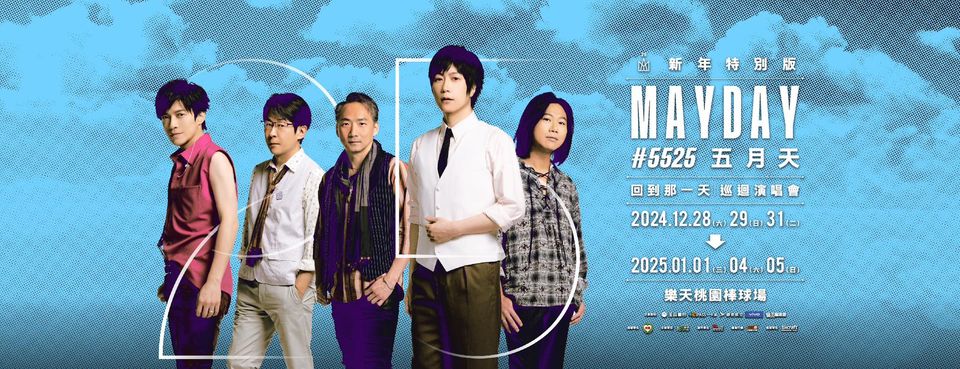 25
新年特別版
MAYDAY
#5525 五月天
回到那一天 巡迴演唱會
2024.12.28(六) 29(日) 31(二)
2025.01.01(三) 04(六) 05(日)
樂天桃園棒球場